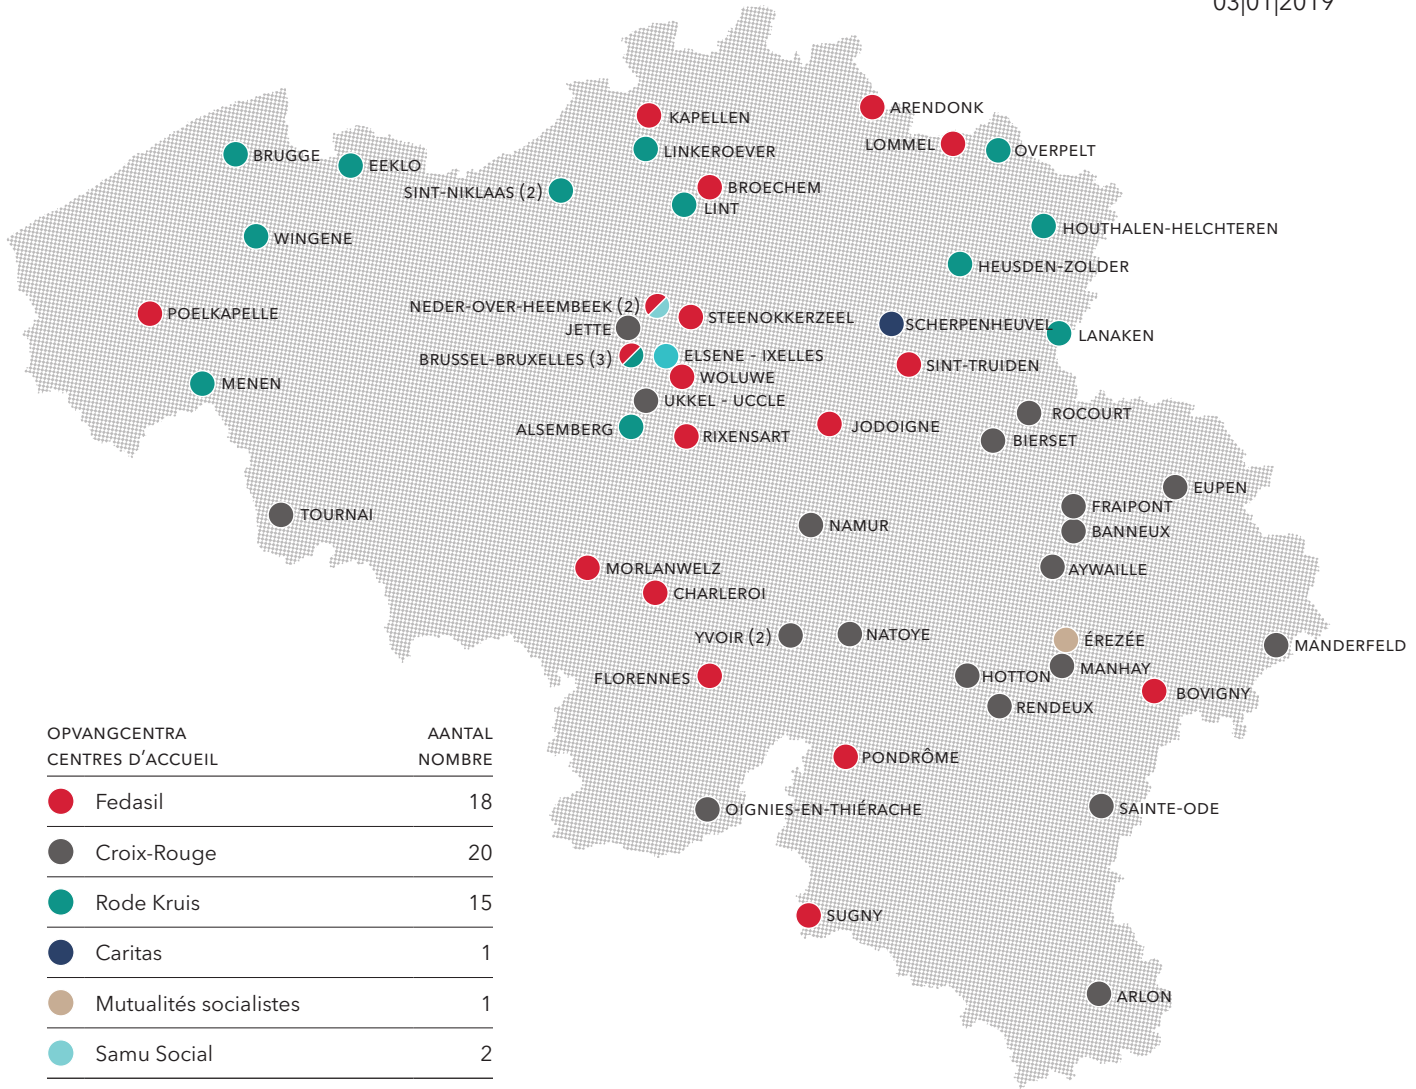 03|01|2019
KAPELLEN
ARENDONK
LOMMEL
OVERPELT
LINKEROEVER
BRUGGE
EEKLO
SINT-NIKLAAS (2)
BROECHEM
LINT
WINGENE
HOUTHALEN-HELCHTEREN
HEUSDEN-ZOLDER
NEDER-OVER-HEEMBEEK (2)
POELKAPELLE
STEENOKKERZEEL
SCHERPENHEUVEL
JETTE
LANAKEN
BRUSSEL-BRUXELLES (3)
ELSENE - IXELLES
SINT-TRUIDEN
WOLUWE
MENEN
UKKEL - UCCLE
ROCOURT
ALSEMBERG
RIXENSART
JODOIGNE
BIERSET
EUPEN
FRAIPONT
TOURNAI
NAMUR
BANNEUX
MORLANWELZ
AYWAILLE
CHARLEROI
YVOIR (2)
NATOYE
ÉREZÉE
MANDERFELD
MANHAY
FLORENNES
HOTTON
BOVIGNY
RENDEUX
PONDRÔME
OIGNIES-EN-THIÉRACHE
SAINTE-ODE
SUGNY
ARLON
OPVANGCENTRA AANTAL
CENTRES D'ACCUEIL NOMBRE
Fedasil 18
Croix-Rouge 20
Rode Kruis 15
Caritas 1
Mutualités socialistes 1
Samu Social 2